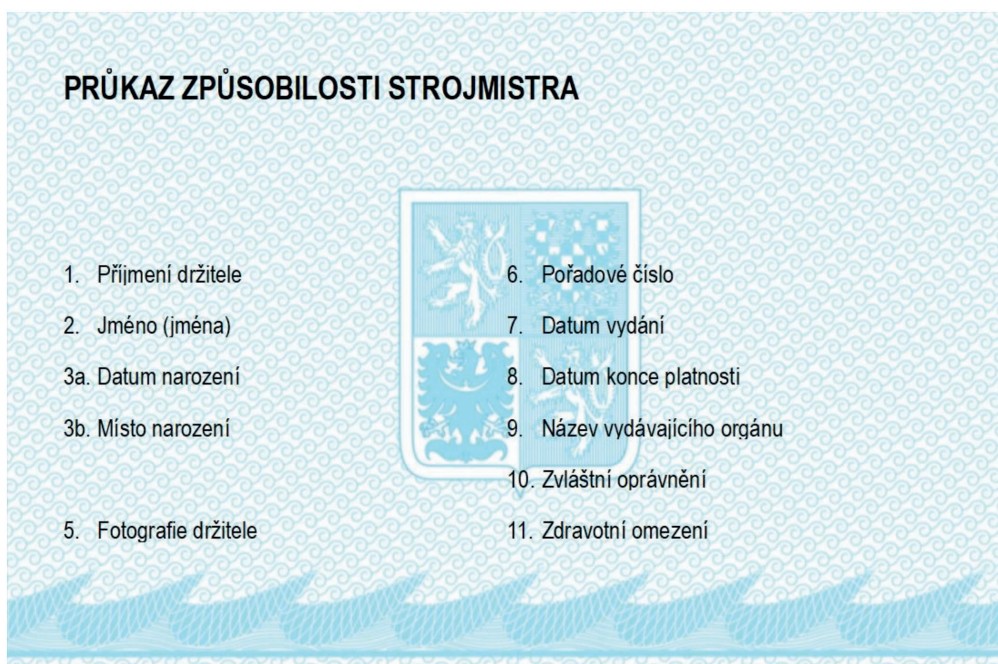 PRŮKAZ ZPŮSOBILOSTI STROJMISTRA
1. Příjmení držitele
2. Jméno (jména)
3a. Datum narození
3b. Místo narození
5. Fotografie držitele
6. Pořadové číslo
7. Datum vydání
8. Datum konce platnosti
9. Název vydávajícího orgánu
10. Zvláštní oprávnění
11. Zdravotní omezení